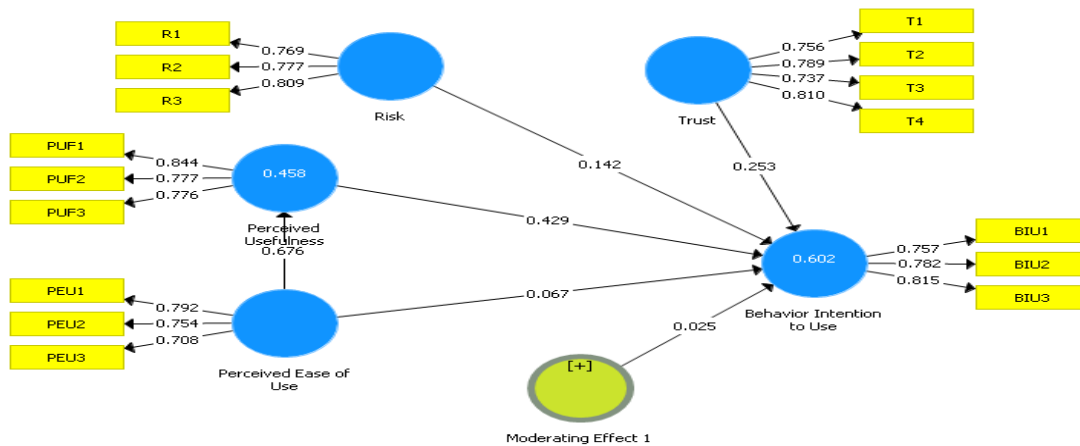 R1
R2
R3
0.769
0.777
0.809
Risk
T1
T2
T3
T4
0.756
0.789
0.737
0.810
Trust
0.142
0.253
PUF1
PUF2
PUF3
0.844
0.777
0.776
0.458
Perceived
Usefulness
0.676
0.429
PEU1
PEU2
PEU3
0.792
0.754
0.708
Perceived Ease of
Use
0.067
0.602
Behavior Intention
to Use
0.757
0.782
0.815
BIU1
BIU2
BIU3
0.025
[+]
Moderating Effect 1